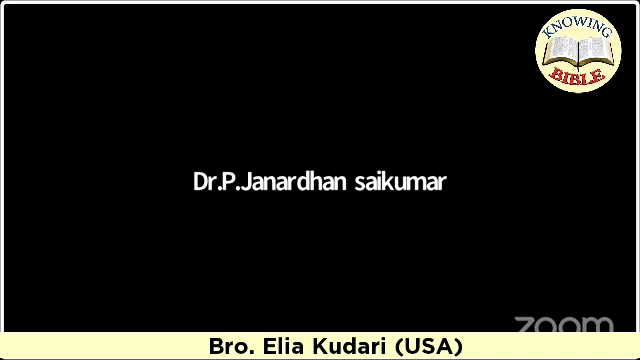 KNOWING
BIBLE
Dr.P.Janardhan saikumar
zoom
Bro. Elia Kudari (USA)